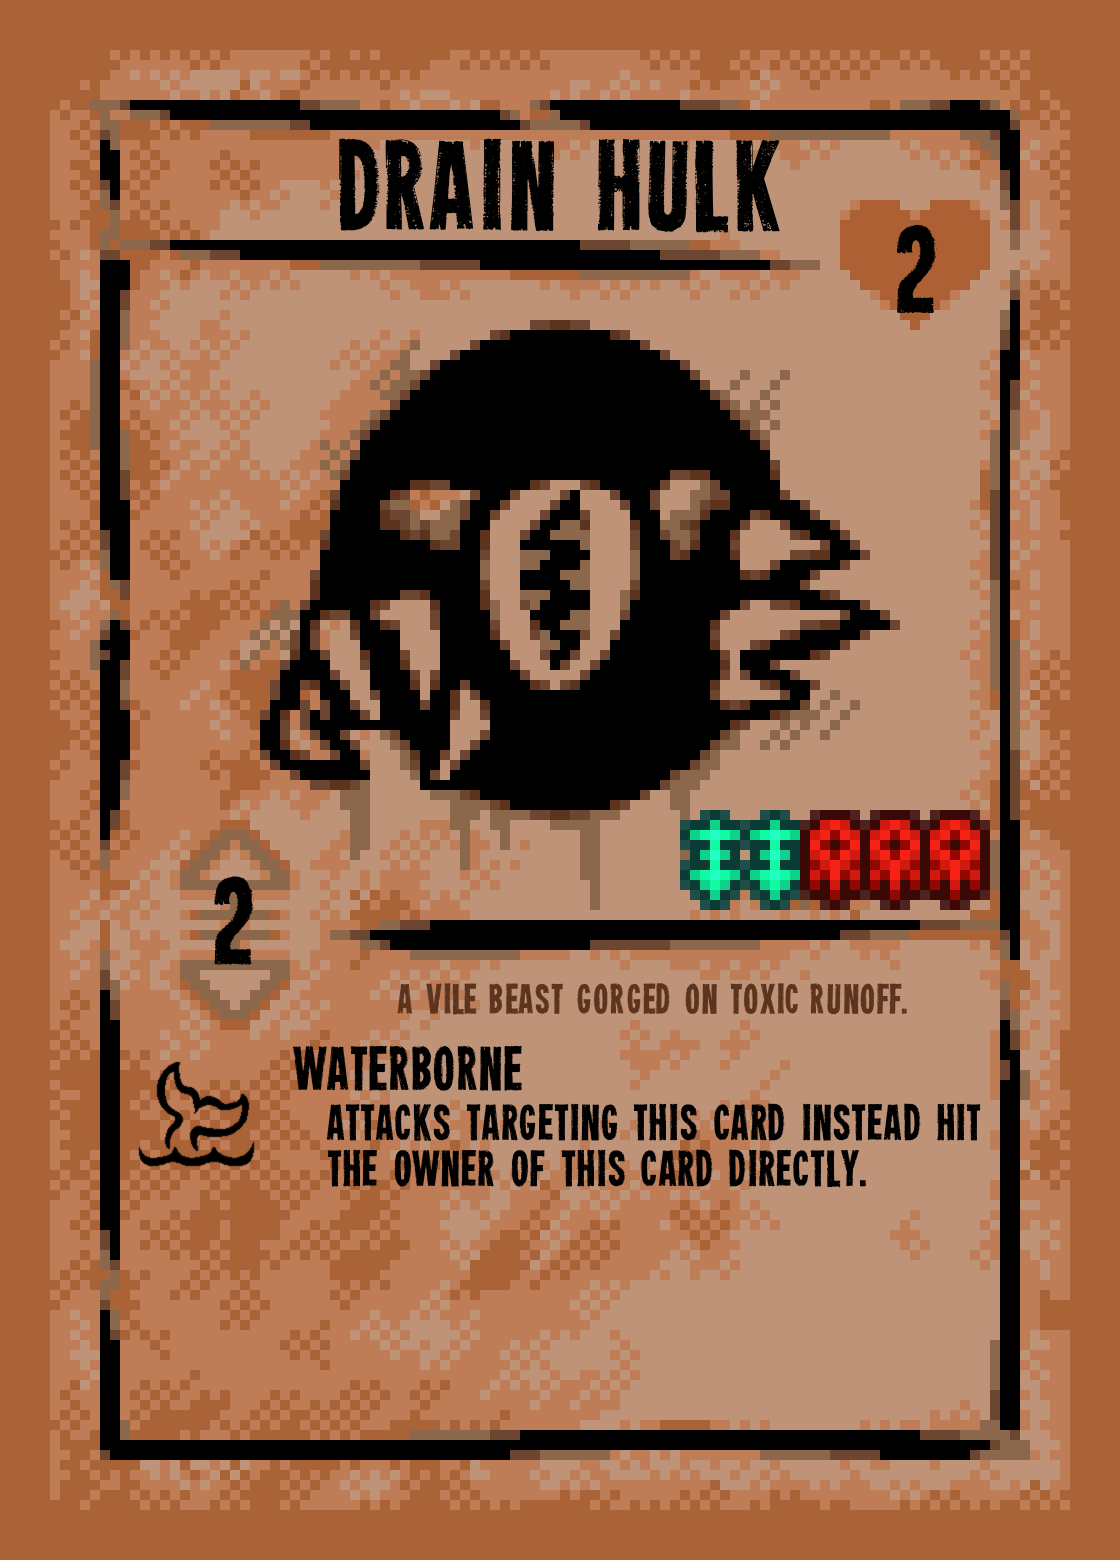 DRAIN HULK
2
2
A VILE BEAST GORGED ON TOXIC RUNOFF.
WATERBORNE
ATTACKS TARGETING THIS CARD INSTEAD HIT
THE OWNER OF THIS CARD DIRECTLY.